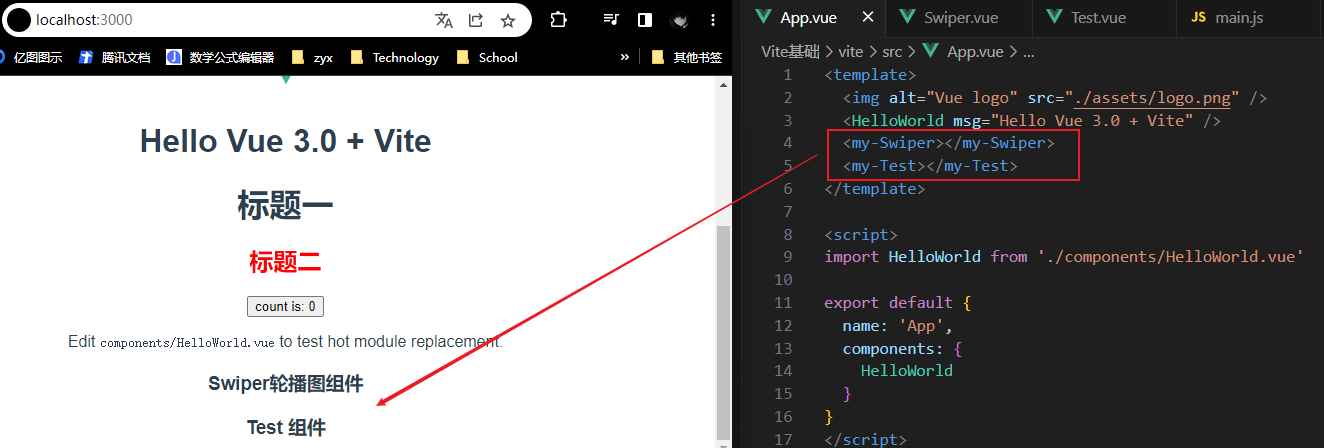 localhost:3000
亿图图示 腾讯文档 数学公式编辑器 zyx Technology School » 其他书签
Hello Vue 3.0 + Vite
标题一
标题二
count is: 0
Edit components/HelloWorld.vue to test hot module replacement.
Swiper轮播图组件
Test 组件
App.vue Swiper.vue Test.vue JS main.js
Vite基础 > vite > src > App.vue > ...
1 <template>
2 <img alt="Vue logo" src="./assets/logo.png" />
3 <HelloWorld msg="Hello Vue 3.0 + Vite" />
4 <my-Swiper></my-Swiper>
5 <my-Test></my-Test>
6 </template>
7
8 <script>
9 import HelloWorld from './components/HelloWorld.vue'
10
11 export default {
12 name: 'App',
13 components: {
14 HelloWorld
15 }
16 }
17 </script>